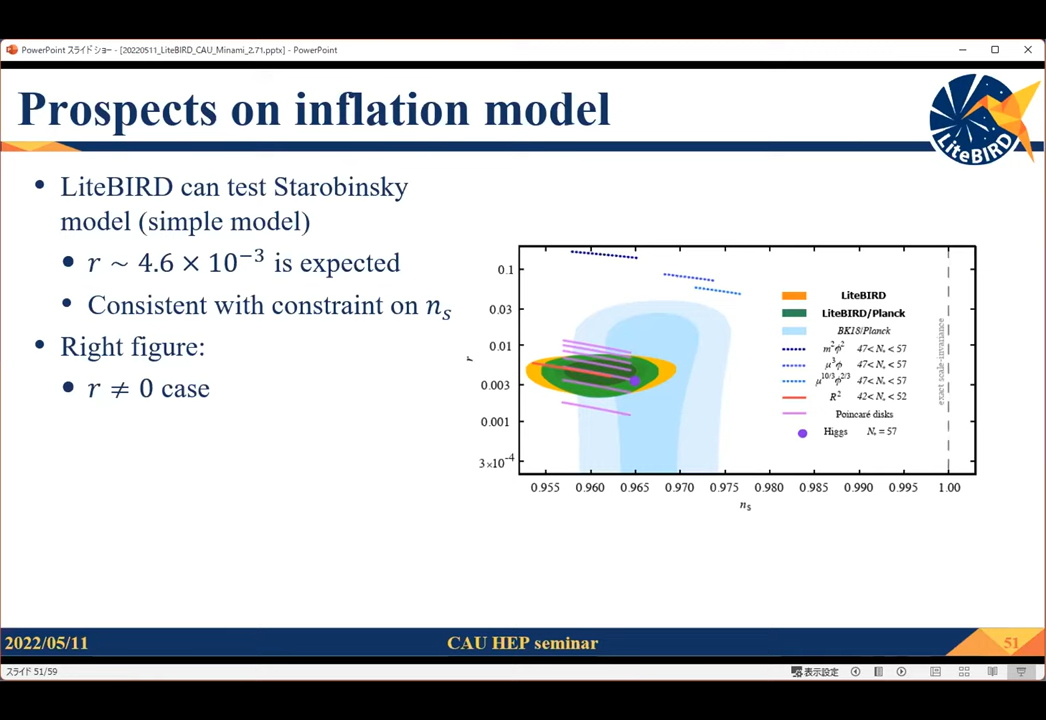 PowerPoint スライド ショー - [20220511_LiteBIRD_CAU_Minami_2.71.pptx] - PowerPoint
Prospects on inflation model
LiteBIRD
• LiteBIRD can test Starobinsky
model (simple model)
• r ~ 4.6 × 10⁻³ is expected
• Consistent with constraint on nₛ
• Right figure:
• r ≠ 0 case
0.1
0.03
0.01
0.003
0.001
3×10⁻⁴
r
0.955 0.960 0.965 0.970 0.975 0.980 0.985 0.990 0.995 1.00
nₛ
LiteBIRD
LiteBIRD/Planck
BK18/Planck
m²ϕ² 47< N* < 57
μ³ϕ 47< N* < 57
μ^10/3 ϕ^2/3 47< N* < 57
R² 42< N* < 52
Poincaré disks
Higgs N* = 57
exact scale-invariance
2022/05/11
CAU HEP seminar
51
スライド 51/59
表示設定